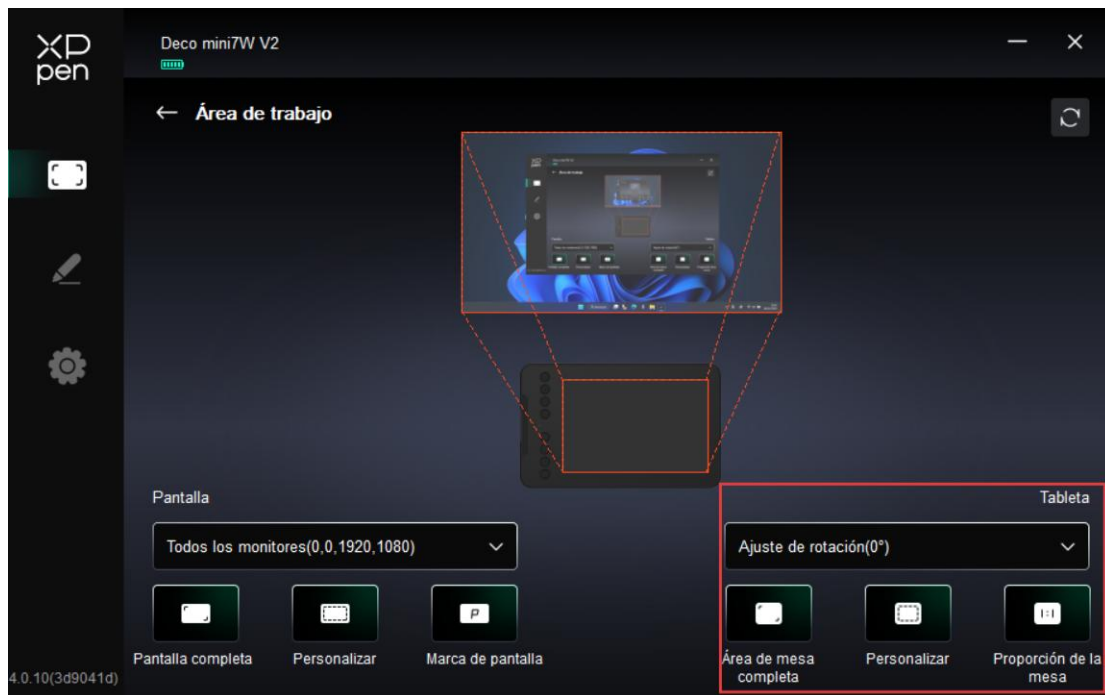 XP
pen
Deco mini7W V2
Área de trabajo
Pantalla
Tableta
Todos los monitores(0,0,1920,1080)
Ajuste de rotación(0°)
P
1:1
Pantalla completa
Personalizar
Marca de pantalla
Área de mesa
completa
Personalizar
Proporción de la
mesa
4.0.10(3d9041d)